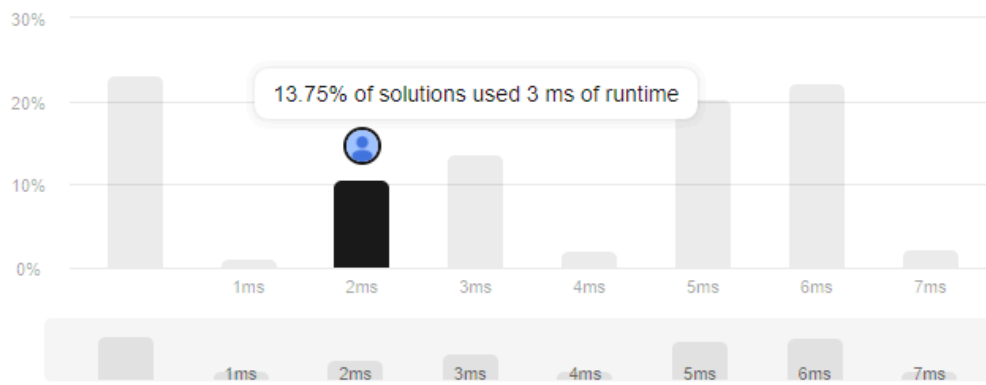 30%
13.75% of solutions used 3 ms of runtime
20%
10%
0%
1ms 2ms 3ms 4ms 5ms 6ms 7ms
1ms 2ms 3ms 4ms 5ms 6ms 7ms